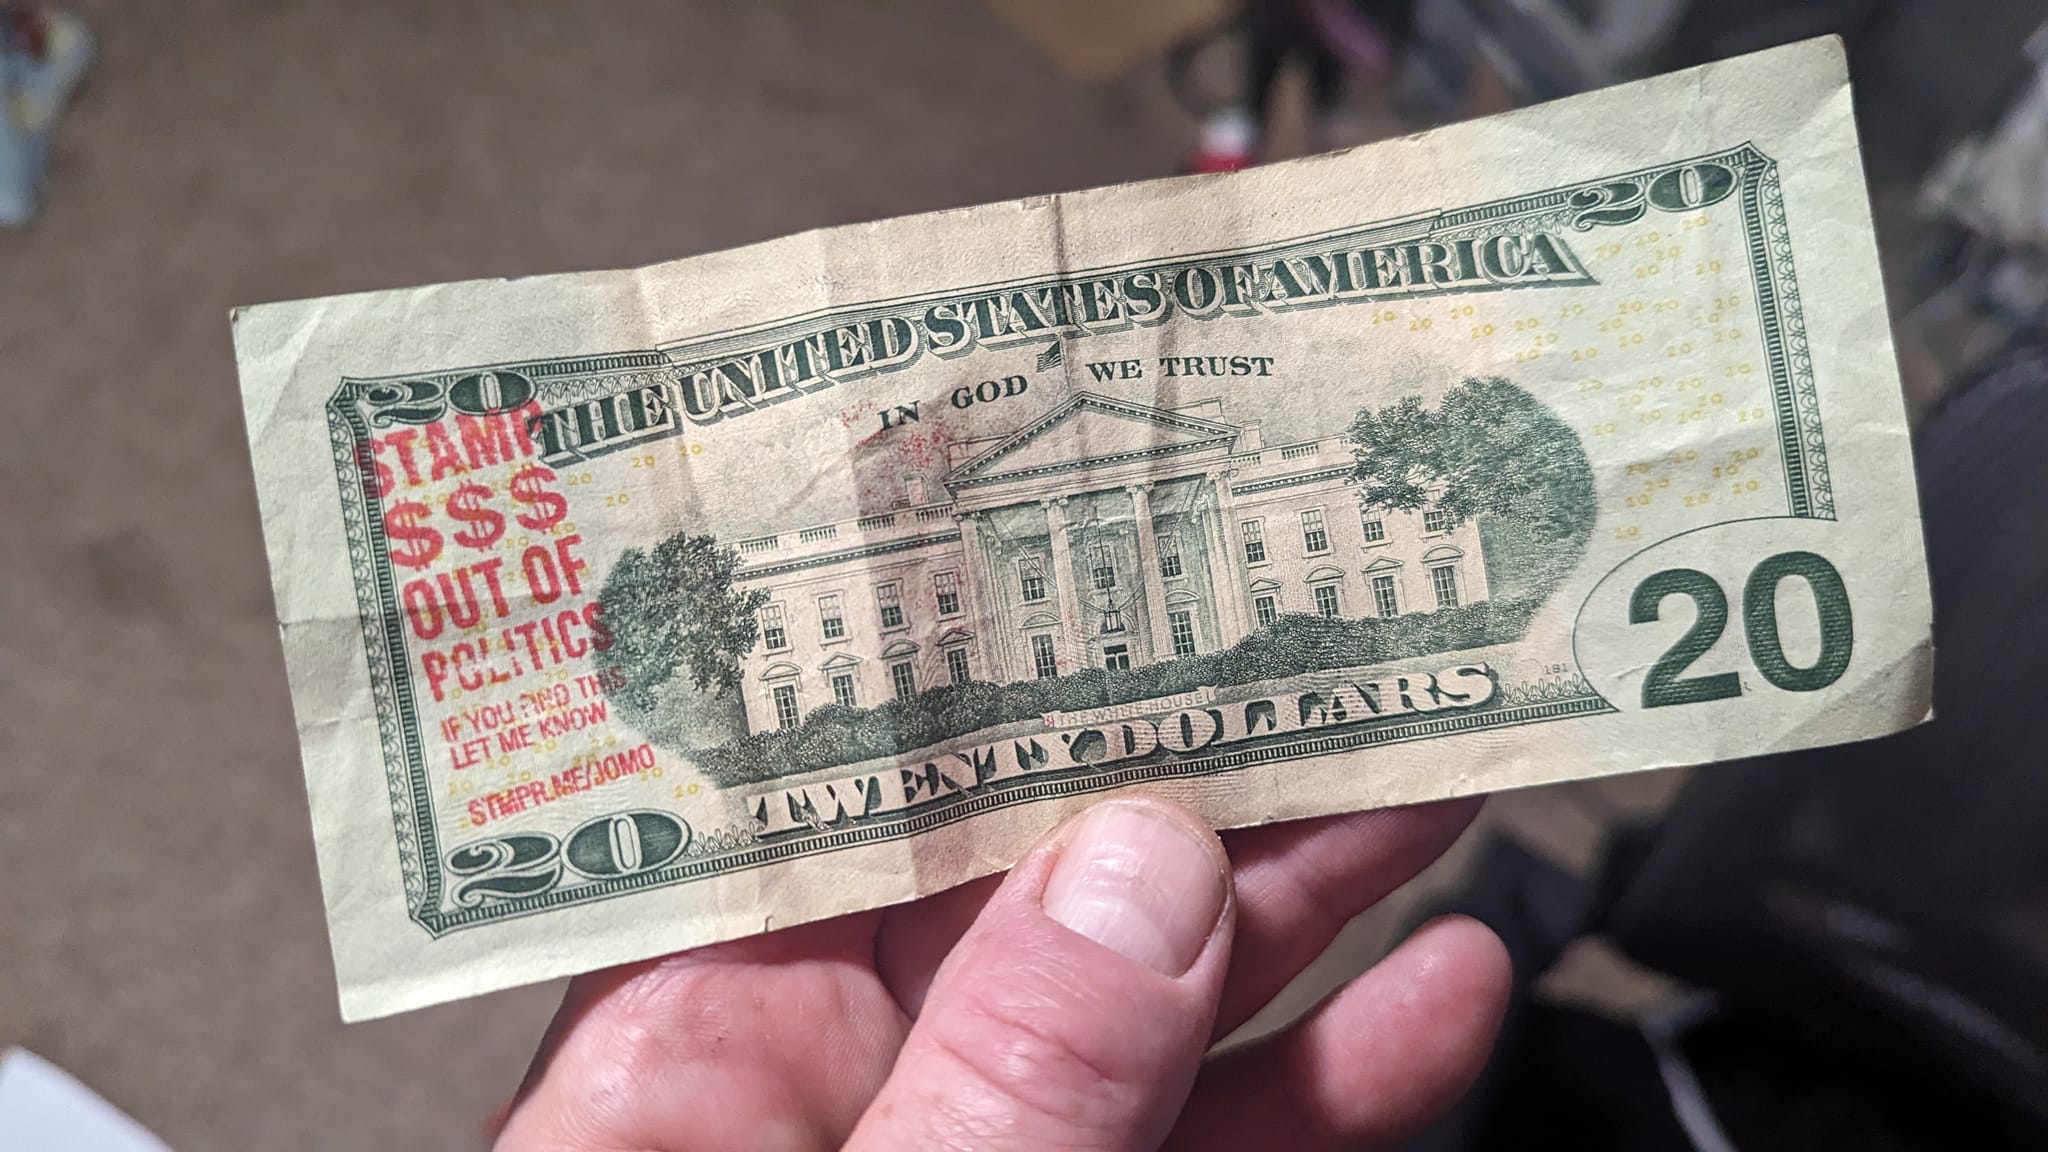 20
20
THE UNITED STATES OF AMERICA
IN GOD WE TRUST
STAMP
$$$
OUT OF
POLITICS
IF YOU FIND THIS
LET ME KNOW
STMPR.ME/JOMO
THE WHITE HOUSE
181
TWENTY DOLLARS
20
20